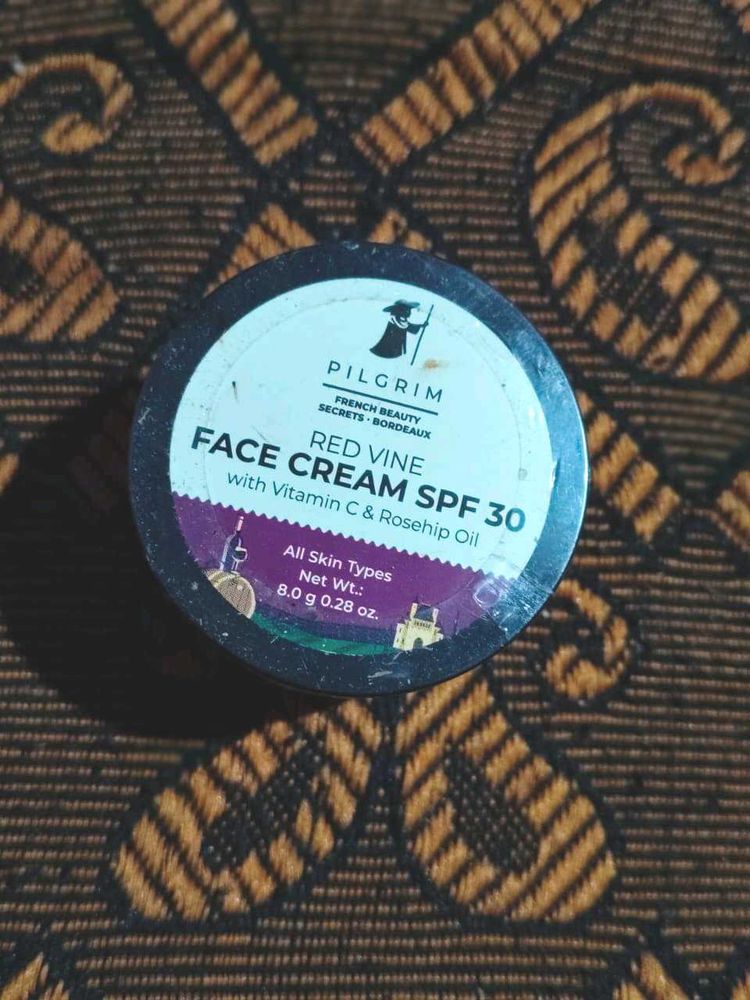 PILGRIM
FRENCH BEAUTY
SECRETS · BORDEAUX
RED VINE
FACE CREAM SPF 30
with Vitamin C & Rosehip Oil
All Skin Types
Net Wt.:
8.0 g 0.28 oz.